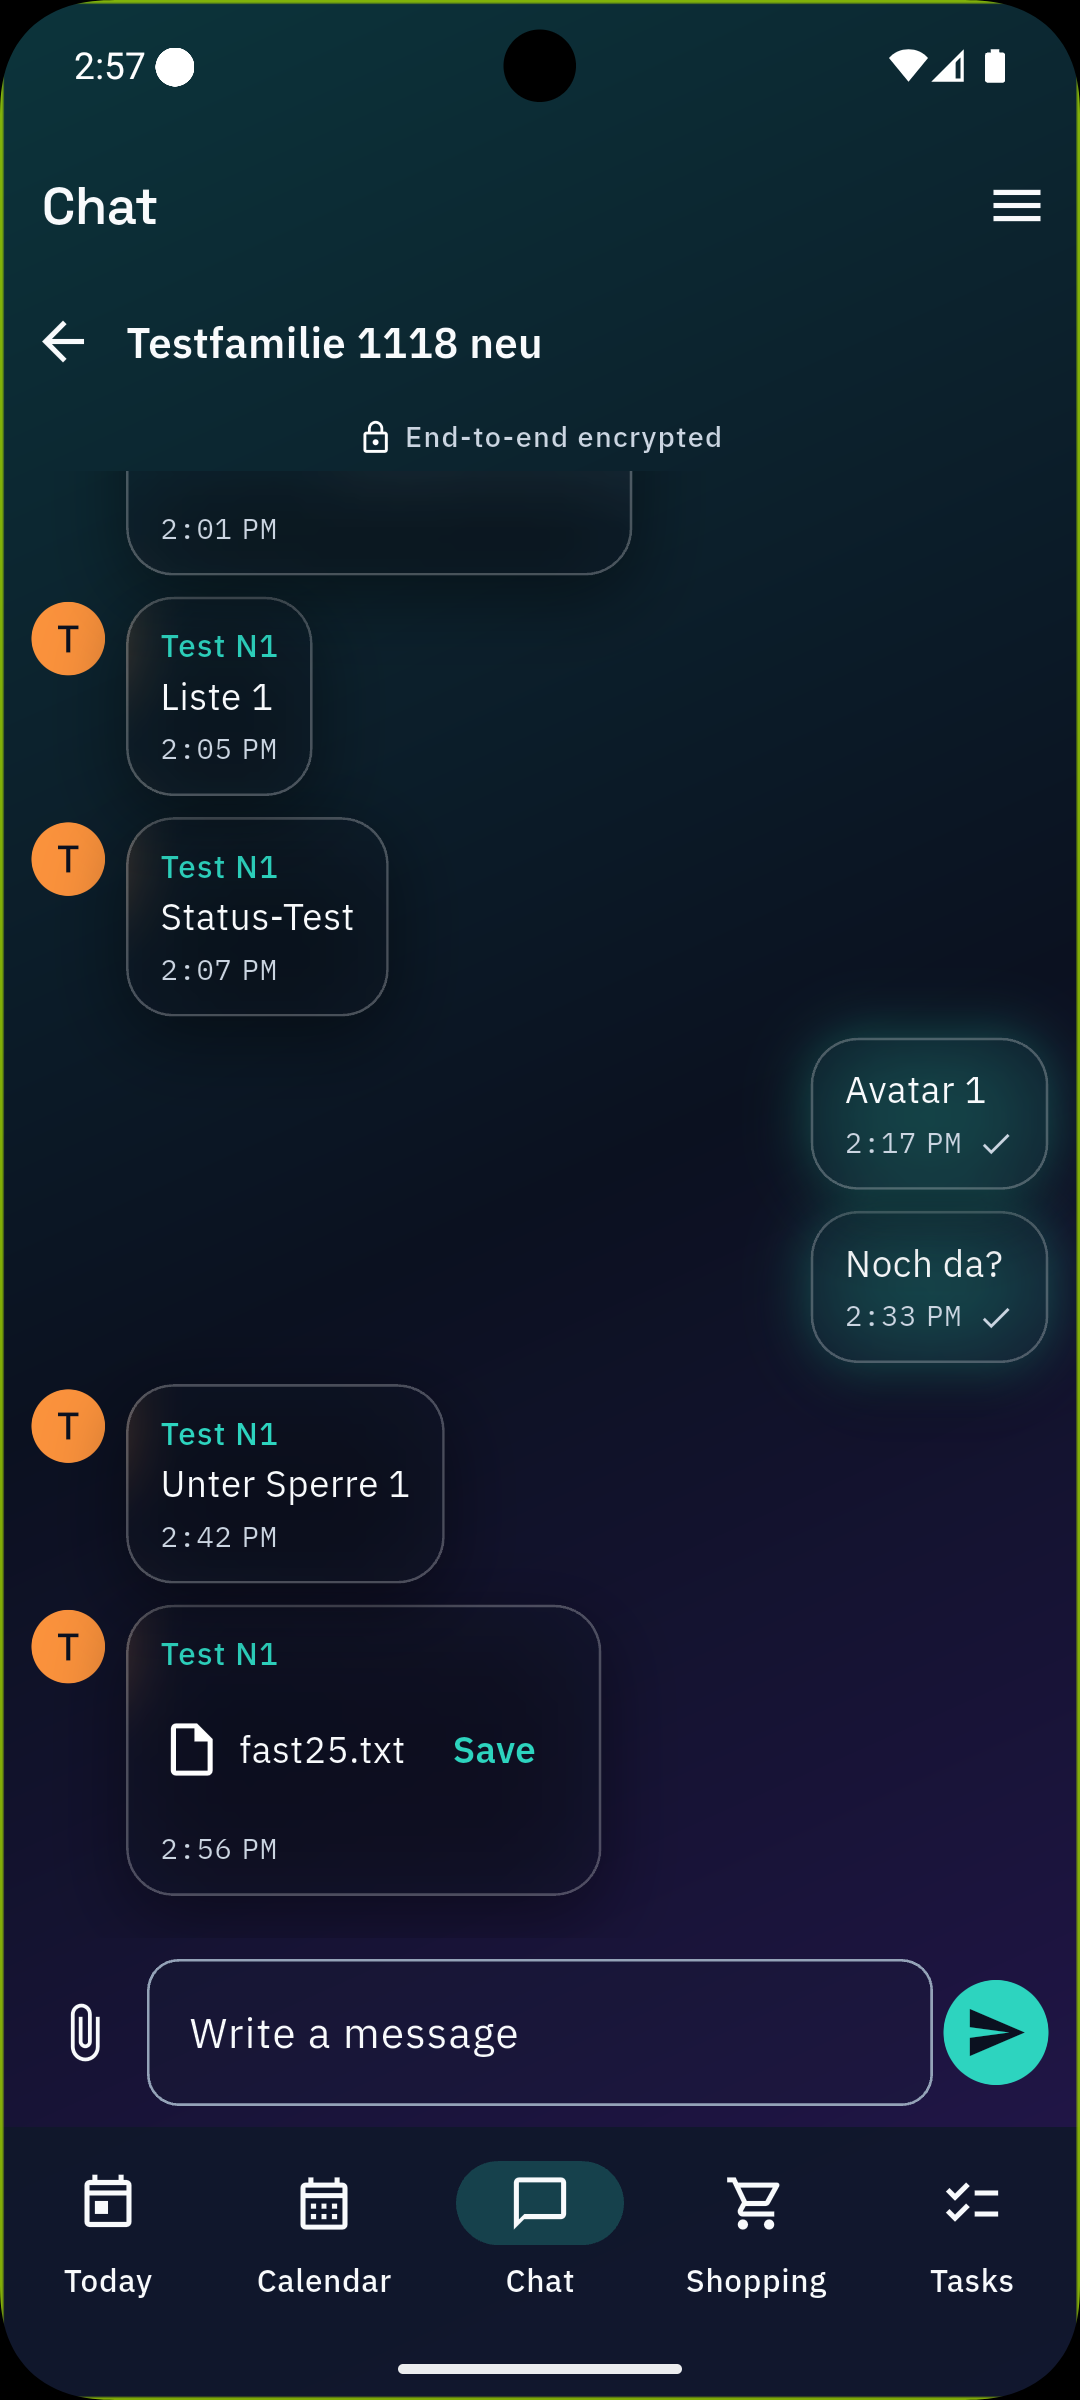 2:57
Chat
Testfamilie 1118 neu
End-to-end encrypted
2:01 PM
T
Test N1
Liste 1
2:05 PM
T
Test N1
Status-Test
2:07 PM
Avatar 1
2:17 PM
Noch da?
2:33 PM
T
Test N1
Unter Sperre 1
2:42 PM
T
Test N1
fast25.txt Save
2:56 PM
Write a message
Today Calendar Chat Shopping Tasks